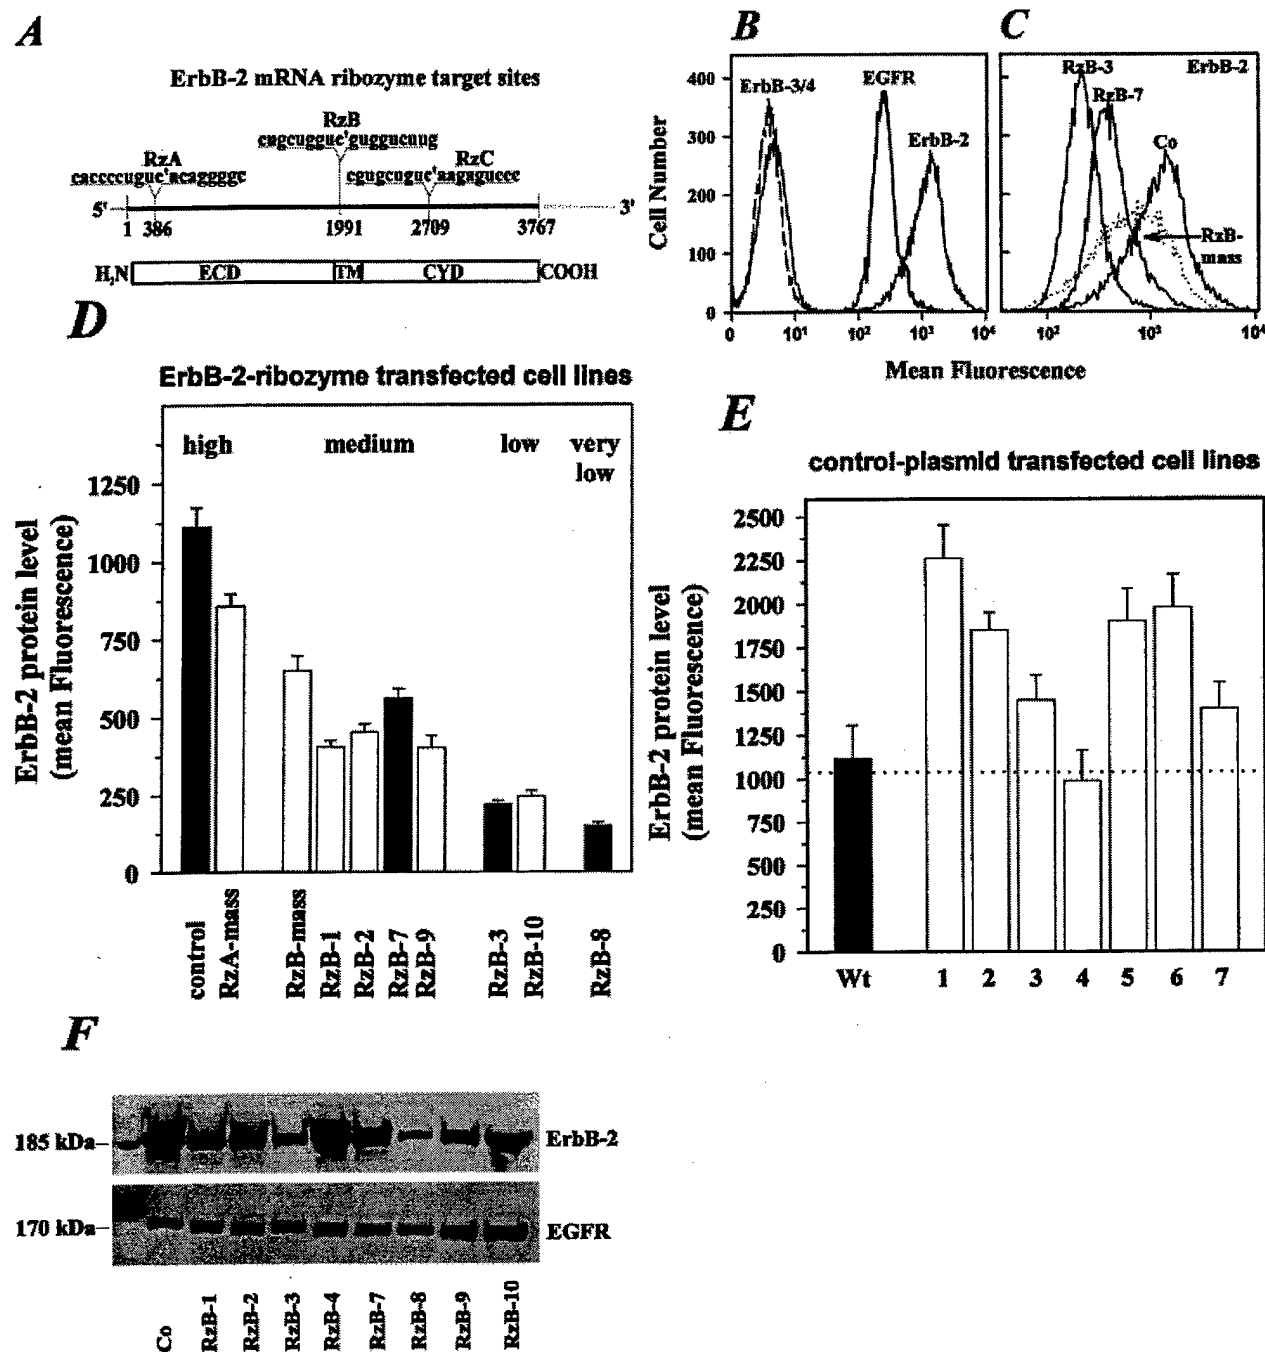 A
ErbB-2 mRNA ribozyme target sites
RzB
cugcugguc'guggucuug
RzA
RzC
caccccuguc'acaggggc
cgugcuguc'aagaguccc
5'
3'
1 386 1991 2709 3767
H2N ECD TM CYD COOH
B
Cell Number
400
300
200
100
0
ErbB-3/4
EGFR
ErbB-2
0 10¹ 10² 10³ 10⁴
C
RzB-3
ErbB-2
RzB-7
Co
RzB-
mass
10² 10³ 10⁴
Mean Fluorescence
D
ErbB-2-ribozyme transfected cell lines
high medium low very
low
ErbB-2 protein level
(mean Fluorescence)
1250
1000
750
500
250
0
control
RzA-mass
RzB-mass
RzB-1
RzB-2
RzB-7
RzB-9
RzB-3
RzB-10
RzB-8
E
control-plasmid transfected cell lines
ErbB-2 protein level
(mean Fluorescence)
2500
2250
2000
1750
1500
1250
1000
750
500
250
0
Wt 1 2 3 4 5 6 7
F
185 kDa
ErbB-2
170 kDa
EGFR
Co
RzB-1
RzB-2
RzB-3
RzB-4
RzB-7
RzB-8
RzB-9
RzB-10